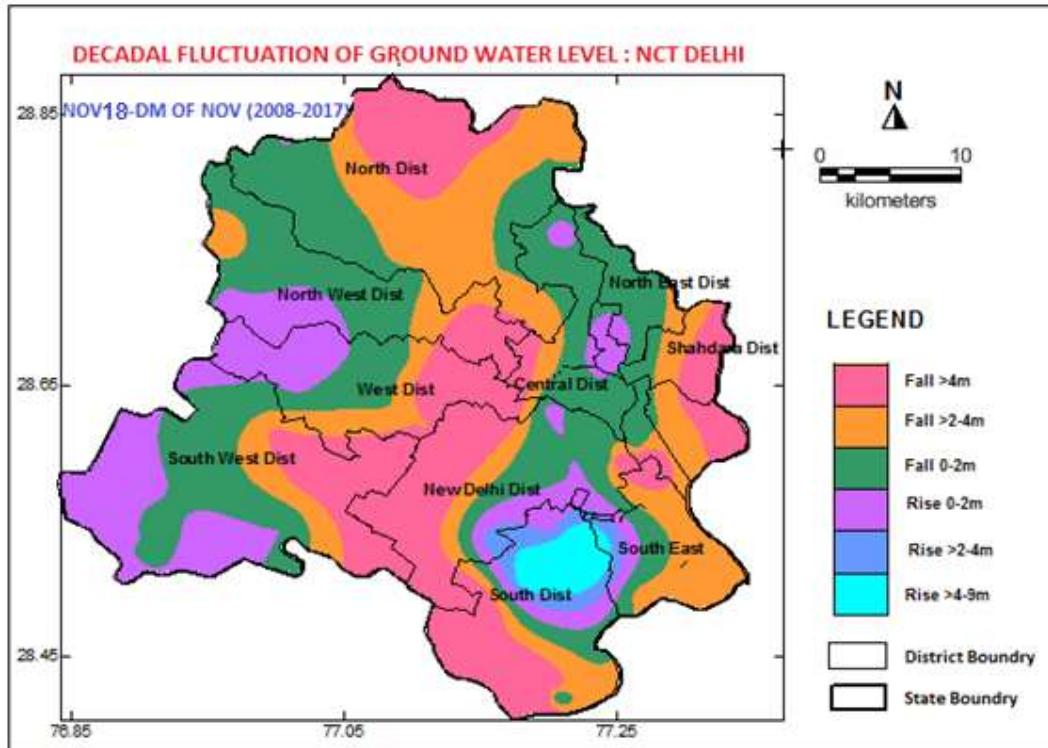 DECADAL FLUCTUATION OF GROUND WATER LEVEL : NCT DELHI
NOV18-DM OF NOV (2008-2017)
28.85
28.65
28.45
76.85
77.05
77.25
North Dist
North West Dist
North East Dist
Shahdara Dist
West Dist
Central Dist
South West Dist
New Delhi Dist
South East
South Dist
N
0
10
kilometers
LEGEND
Fall >4m
Fall >2-4m
Fall 0-2m
Rise 0-2m
Rise >2-4m
Rise >4-9m
District Boundry
State Boundry